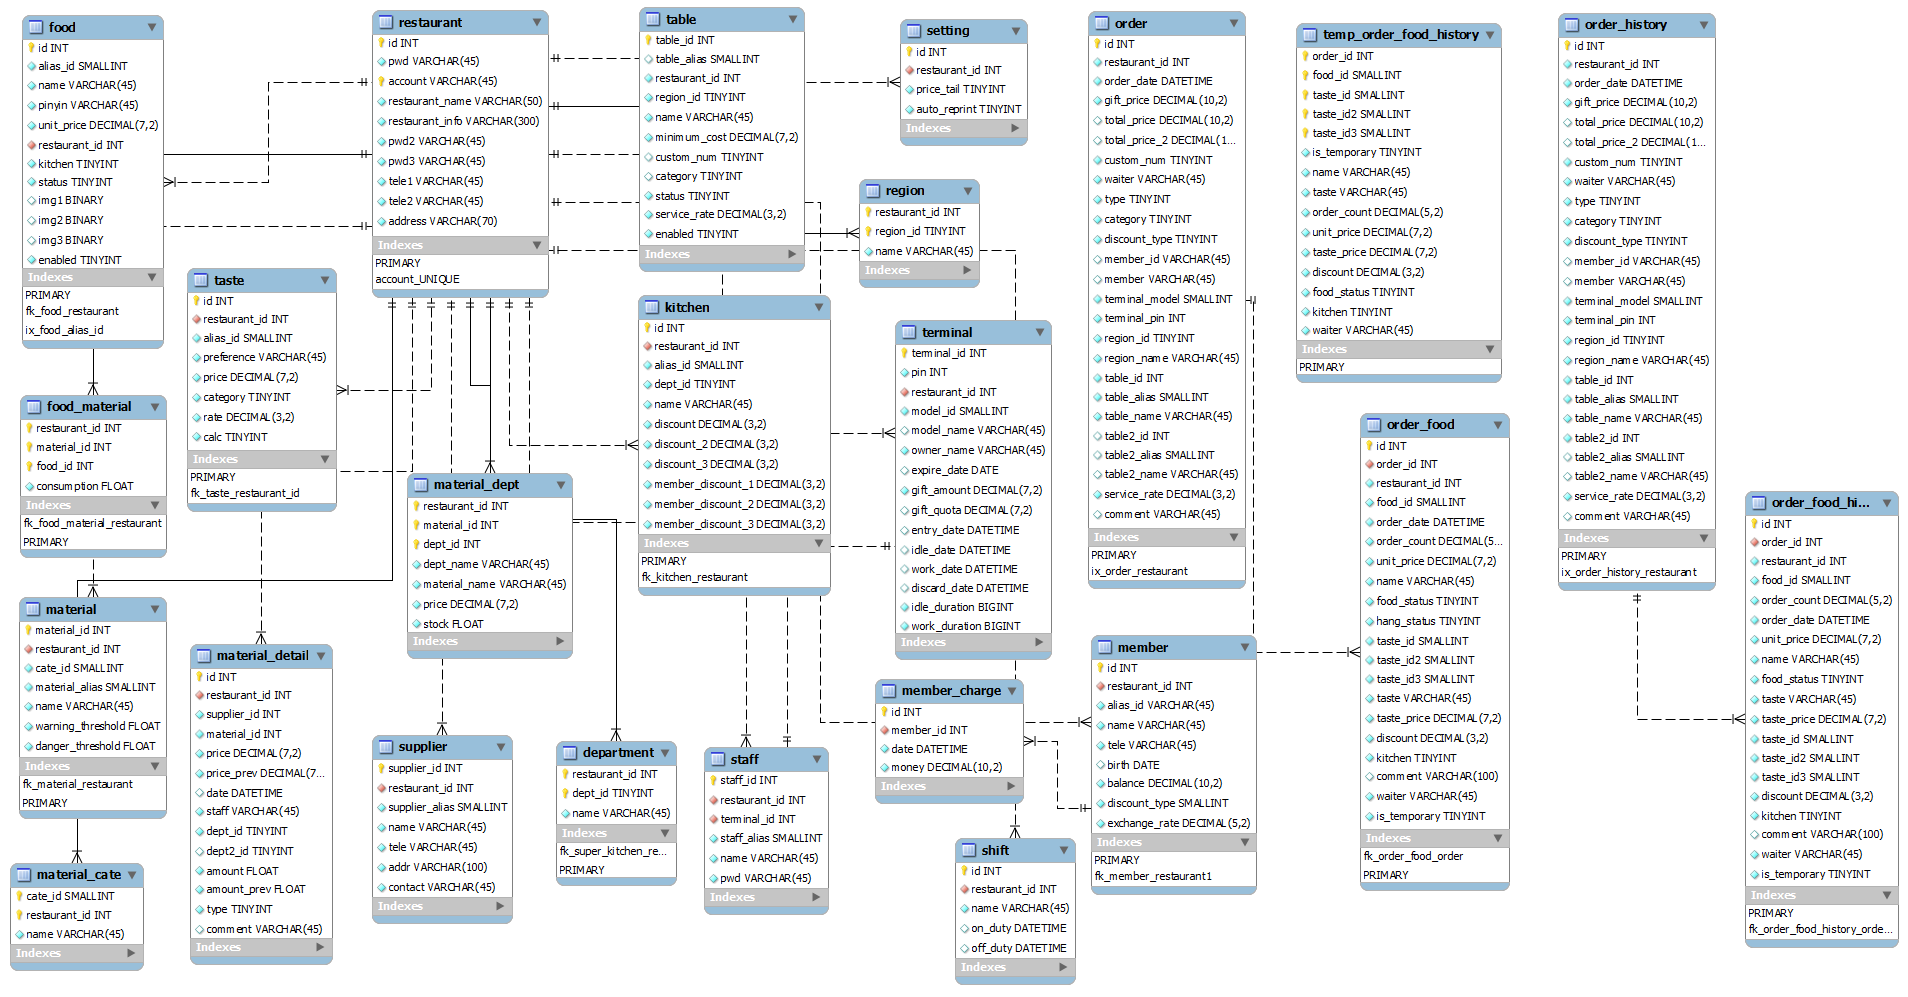 food
id INT
alias_id SMALLINT
name VARCHAR(45)
pinyin VARCHAR(45)
unit_price DECIMAL(7,2)
restaurant_id INT
kitchen TINYINT
status TINYINT
img1 BINARY
img2 BINARY
img3 BINARY
enabled TINYINT
Indexes
PRIMARY
fk_food_restaurant
ix_food_alias_id
restaurant
id INT
pwd VARCHAR(45)
account VARCHAR(45)
restaurant_name VARCHAR(50)
restaurant_info VARCHAR(300)
pwd2 VARCHAR(45)
pwd3 VARCHAR(45)
tele1 VARCHAR(45)
tele2 VARCHAR(45)
address VARCHAR(70)
Indexes
PRIMARY
account_UNIQUE
table
table_id INT
table_alias SMALLINT
restaurant_id INT
region_id TINYINT
name VARCHAR(45)
minimum_cost DECIMAL(7,2)
custom_num TINYINT
category TINYINT
status TINYINT
service_rate DECIMAL(3,2)
enabled TINYINT
Indexes
setting
id INT
restaurant_id INT
price_tail TINYINT
auto_reprint TINYINT
Indexes
region
restaurant_id INT
region_id TINYINT
name VARCHAR(45)
Indexes
order
id INT
restaurant_id INT
order_date DATETIME
gift_price DECIMAL(10,2)
total_price DECIMAL(10,2)
total_price_2 DECIMAL(1...
custom_num TINYINT
waiter VARCHAR(45)
type TINYINT
category TINYINT
discount_type TINYINT
member_id VARCHAR(45)
member VARCHAR(45)
terminal_model SMALLINT
terminal_pin INT
region_id TINYINT
region_name VARCHAR(45)
table_id INT
table_alias SMALLINT
table_name VARCHAR(45)
table2_id INT
table2_alias SMALLINT
table2_name VARCHAR(45)
service_rate DECIMAL(3,2)
comment VARCHAR(45)
Indexes
PRIMARY
ix_order_restaurant
temp_order_food_history
order_id INT
food_id SMALLINT
taste_id SMALLINT
taste_id2 SMALLINT
taste_id3 SMALLINT
is_temporary TINYINT
name VARCHAR(45)
taste VARCHAR(45)
order_count DECIMAL(5,2)
unit_price DECIMAL(7,2)
taste_price DECIMAL(7,2)
discount DECIMAL(3,2)
food_status TINYINT
kitchen TINYINT
waiter VARCHAR(45)
Indexes
PRIMARY
order_history
id INT
restaurant_id INT
order_date DATETIME
gift_price DECIMAL(10,2)
total_price DECIMAL(10,2)
total_price_2 DECIMAL(1...
custom_num TINYINT
waiter VARCHAR(45)
type TINYINT
category TINYINT
discount_type TINYINT
member_id VARCHAR(45)
member VARCHAR(45)
terminal_model SMALLINT
terminal_pin INT
region_id TINYINT
region_name VARCHAR(45)
table_id INT
table_alias SMALLINT
table_name VARCHAR(45)
table2_id INT
table2_alias SMALLINT
table2_name VARCHAR(45)
service_rate DECIMAL(3,2)
comment VARCHAR(45)
Indexes
PRIMARY
ix_order_history_restaurant
taste
id INT
restaurant_id INT
alias_id SMALLINT
preference VARCHAR(45)
price DECIMAL(7,2)
category TINYINT
rate DECIMAL(3,2)
calc TINYINT
Indexes
PRIMARY
fk_taste_restaurant_id
kitchen
id INT
restaurant_id INT
alias_id SMALLINT
dept_id TINYINT
name VARCHAR(45)
discount DECIMAL(3,2)
discount_2 DECIMAL(3,2)
discount_3 DECIMAL(3,2)
member_discount_1 DECIMAL(3,2)
member_discount_2 DECIMAL(3,2)
member_discount_3 DECIMAL(3,2)
Indexes
PRIMARY
fk_kitchen_restaurant
terminal
terminal_id INT
pin INT
restaurant_id INT
model_id SMALLINT
model_name VARCHAR(45)
owner_name VARCHAR(45)
expire_date DATE
gift_amount DECIMAL(7,2)
gift_quota DECIMAL(7,2)
entry_date DATETIME
idle_date DATETIME
work_date DATETIME
discard_date DATETIME
idle_duration BIGINT
work_duration BIGINT
Indexes
food_material
restaurant_id INT
material_id INT
food_id INT
consumption FLOAT
Indexes
fk_food_material_restaurant
PRIMARY
material_dept
restaurant_id INT
material_id INT
dept_id INT
dept_name VARCHAR(45)
material_name VARCHAR(45)
price DECIMAL(7,2)
stock FLOAT
Indexes
order_food
id INT
order_id INT
restaurant_id INT
food_id SMALLINT
order_date DATETIME
order_count DECIMAL(5...
unit_price DECIMAL(7,2)
name VARCHAR(45)
food_status TINYINT
hang_status TINYINT
taste_id SMALLINT
taste_id2 SMALLINT
taste_id3 SMALLINT
taste VARCHAR(45)
taste_price DECIMAL(7,2)
discount DECIMAL(3,2)
kitchen TINYINT
comment VARCHAR(100)
waiter VARCHAR(45)
is_temporary TINYINT
Indexes
fk_order_food_order
PRIMARY
order_food_hi...
id INT
order_id INT
restaurant_id INT
food_id SMALLINT
order_count DECIMAL(5,2)
order_date DATETIME
unit_price DECIMAL(7,2)
name VARCHAR(45)
food_status TINYINT
taste VARCHAR(45)
taste_price DECIMAL(7,2)
taste_id SMALLINT
taste_id2 SMALLINT
taste_id3 SMALLINT
discount DECIMAL(3,2)
kitchen TINYINT
comment VARCHAR(100)
waiter VARCHAR(45)
is_temporary TINYINT
Indexes
PRIMARY
fk_order_food_history_orde...
material
material_id INT
restaurant_id INT
cate_id SMALLINT
material_alias SMALLINT
name VARCHAR(45)
warning_threshold FLOAT
danger_threshold FLOAT
Indexes
fk_material_restaurant
PRIMARY
material_detail
id INT
restaurant_id INT
supplier_id INT
material_id INT
price DECIMAL(7,2)
price_prev DECIMAL(7...
date DATETIME
staff VARCHAR(45)
dept_id TINYINT
dept2_id TINYINT
amount FLOAT
amount_prev FLOAT
type TINYINT
comment VARCHAR(45)
Indexes
member
id INT
restaurant_id INT
alias_id VARCHAR(45)
name VARCHAR(45)
tele VARCHAR(45)
birth DATE
balance DECIMAL(10,2)
discount_type SMALLINT
exchange_rate DECIMAL(5,2)
Indexes
PRIMARY
fk_member_restaurant1
member_charge
id INT
member_id INT
date DATETIME
money DECIMAL(10,2)
Indexes
supplier
supplier_id INT
restaurant_id INT
supplier_alias SMALLINT
name VARCHAR(45)
tele VARCHAR(45)
addr VARCHAR(100)
contact VARCHAR(45)
Indexes
department
restaurant_id INT
dept_id TINYINT
name VARCHAR(45)
Indexes
fk_super_kitchen_re...
PRIMARY
staff
staff_id INT
restaurant_id INT
terminal_id INT
staff_alias SMALLINT
name VARCHAR(45)
pwd VARCHAR(45)
Indexes
shift
id INT
restaurant_id INT
name VARCHAR(45)
on_duty DATETIME
off_duty DATETIME
Indexes
material_cate
cate_id SMALLINT
restaurant_id INT
name VARCHAR(45)
Indexes